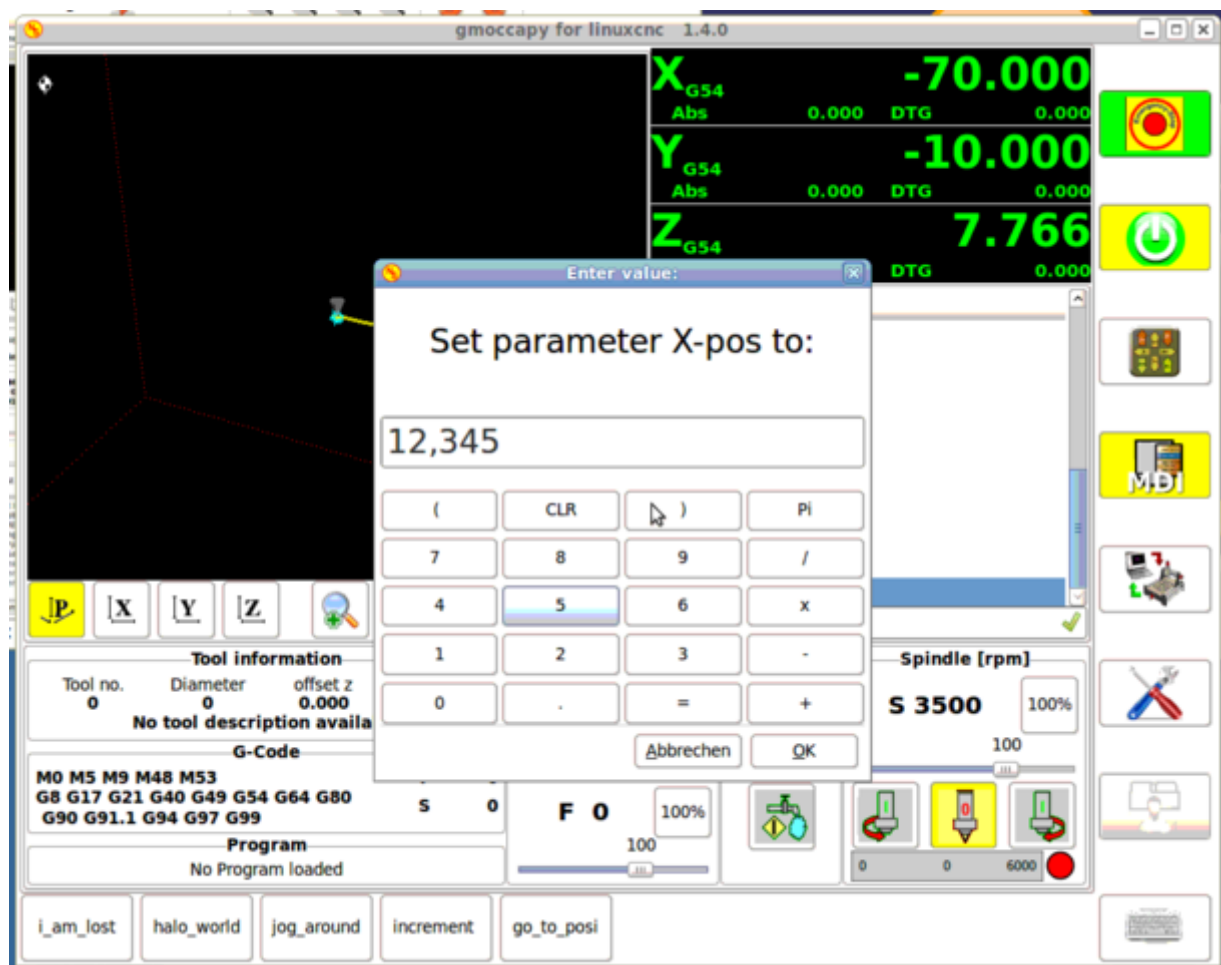 gmoccapy for linuxcnc 1.4.0
X G54 -70.000
Abs 0.000 DTG 0.000
Y G54 -10.000
Abs 0.000 DTG 0.000
Z G54 7.766
DTG 0.000
Enter value:
Set parameter X-pos to:
12,345
( CLR ) Pi
7 8 9 /
4 5 6 x
1 2 3 -
0 . = +
Abbrechen OK
MDI
P X Y Z
Tool information
Tool no. Diameter offset z
0 0 0.000
No tool description availa
G-Code
M0 M5 M9 M48 M53
G8 G17 G21 G40 G49 G54 G64 G80
G90 G91.1 G94 G97 G99
S 0
Program
No Program loaded
F 0 100%
100
Spindle [rpm]
S 3500 100%
100
0 0 6000
i_am_lost halo_world jog_around increment go_to_posi